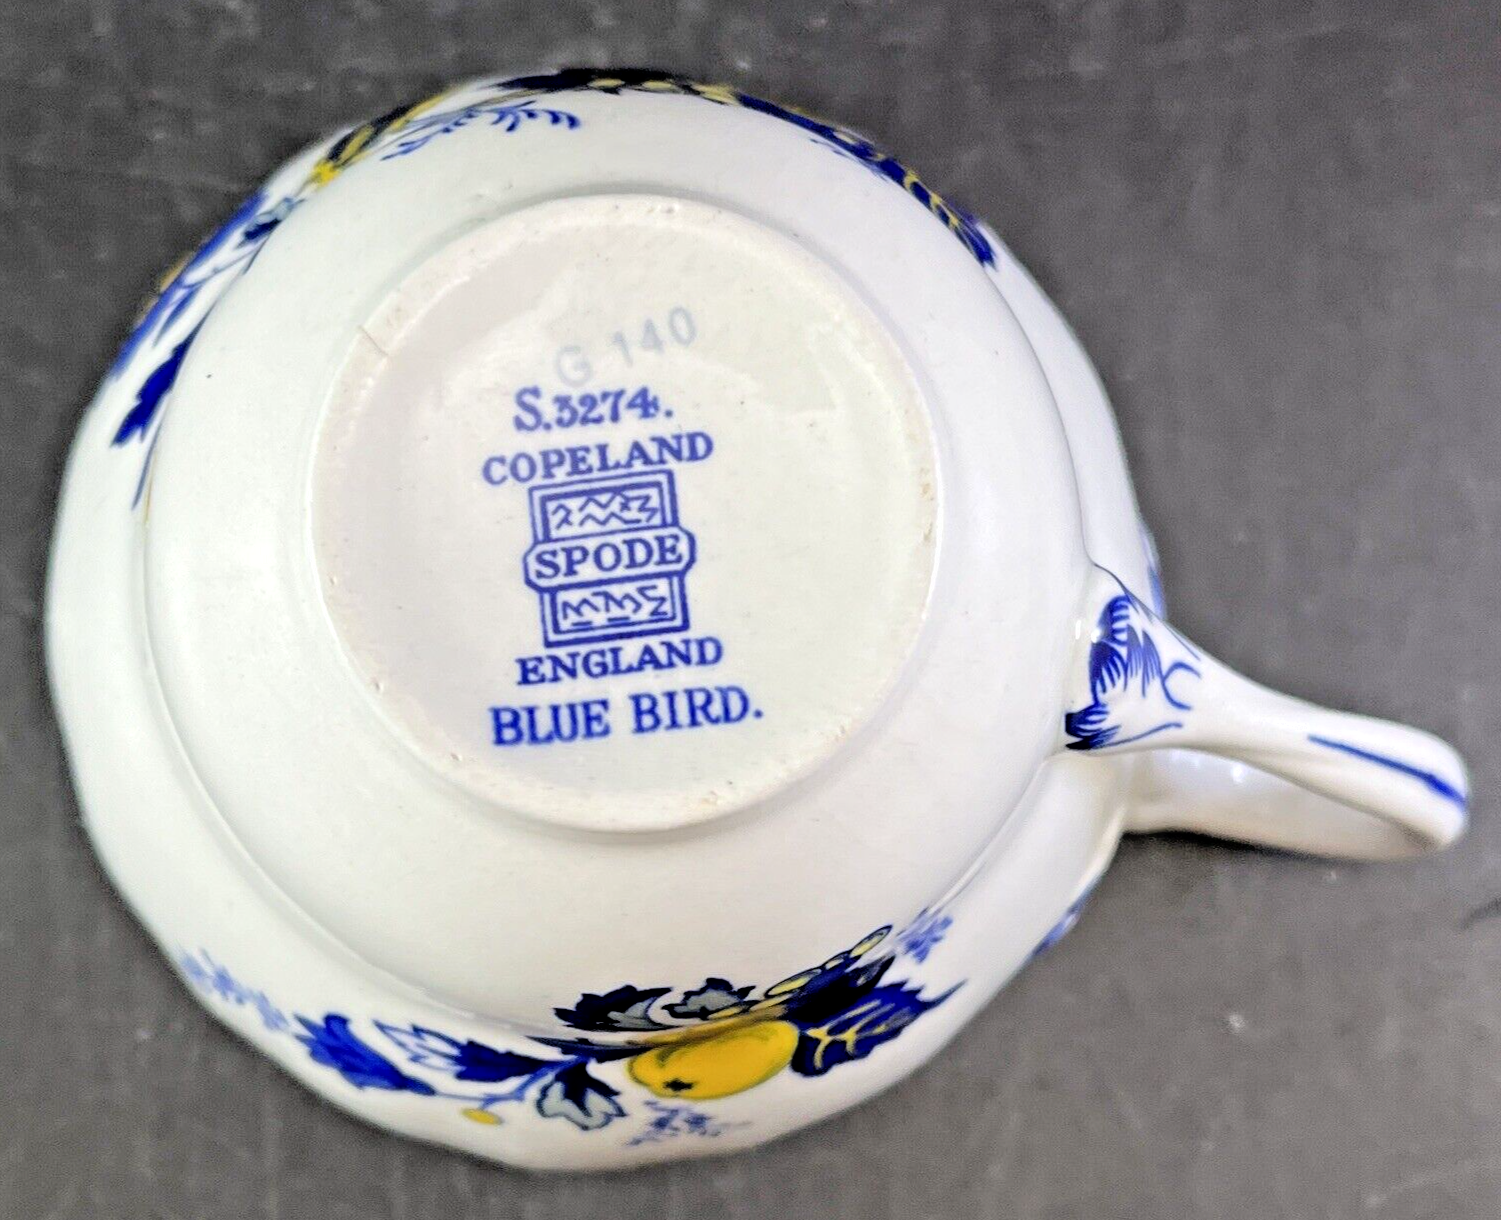 G 140
S.3274.
COPELAND
SPODE
ENGLAND
BLUE BIRD.